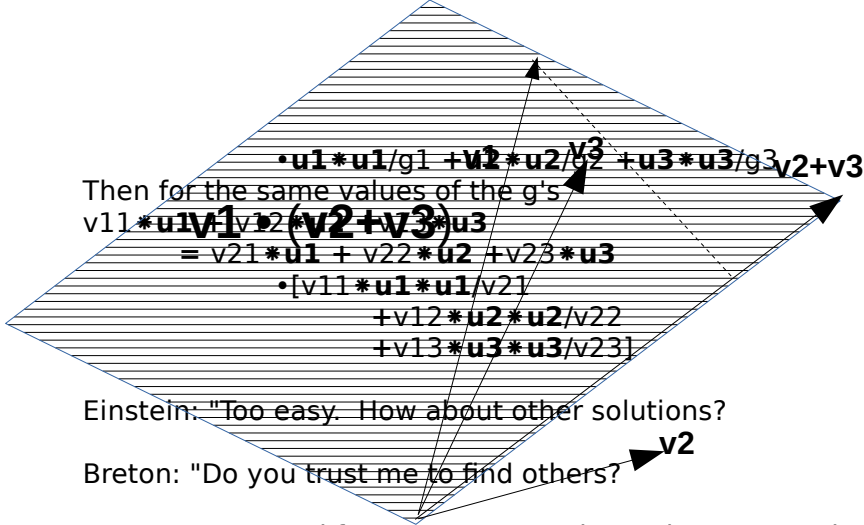 •u1*u1/g1 +u2*u2/g2 +u3*u3/g3
v1
v3
v2+v3
Then for the same values of the g's
v11*u1 + v12*u2 +v13*u3
v1 • (v2+v3)
= v21*u1 + v22*u2 +v23*u3
•[v11*u1*u1/v21
+v12*u2*u2/v22
+v13*u3*u3/v23]
Einstein: "Too easy. How about other solutions?
v2
Breton: "Do you trust me to find others?